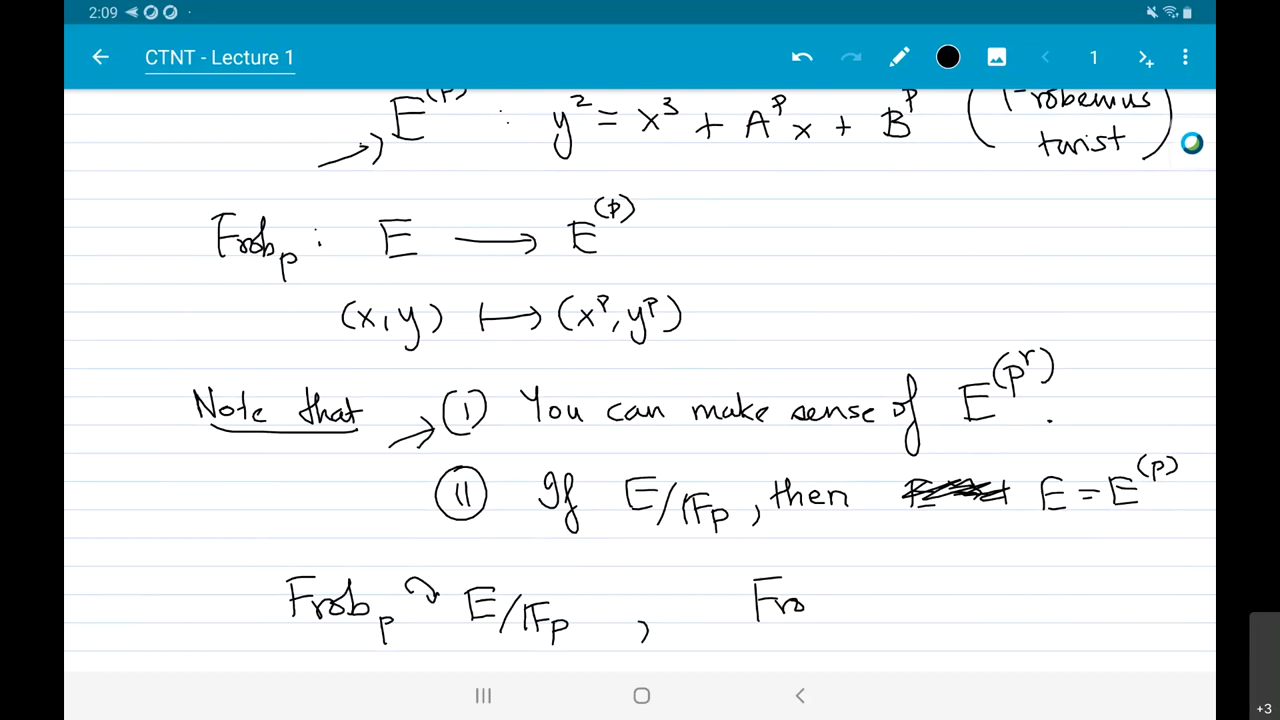 2:09
CTNT - Lecture 1
1
E^(p) : y² = x³ + A^p x + B^p (Frobenius
twist)
Frob_p : E ⟶ E^(p)
(x, y) ⟼ (x^p, y^p)
Note that → (i) You can make sense of E^(p^r).
(ii) If E/𝔽_p, then E = E^(p)
Frob_p ↷ E/𝔽_p , Fro
+3